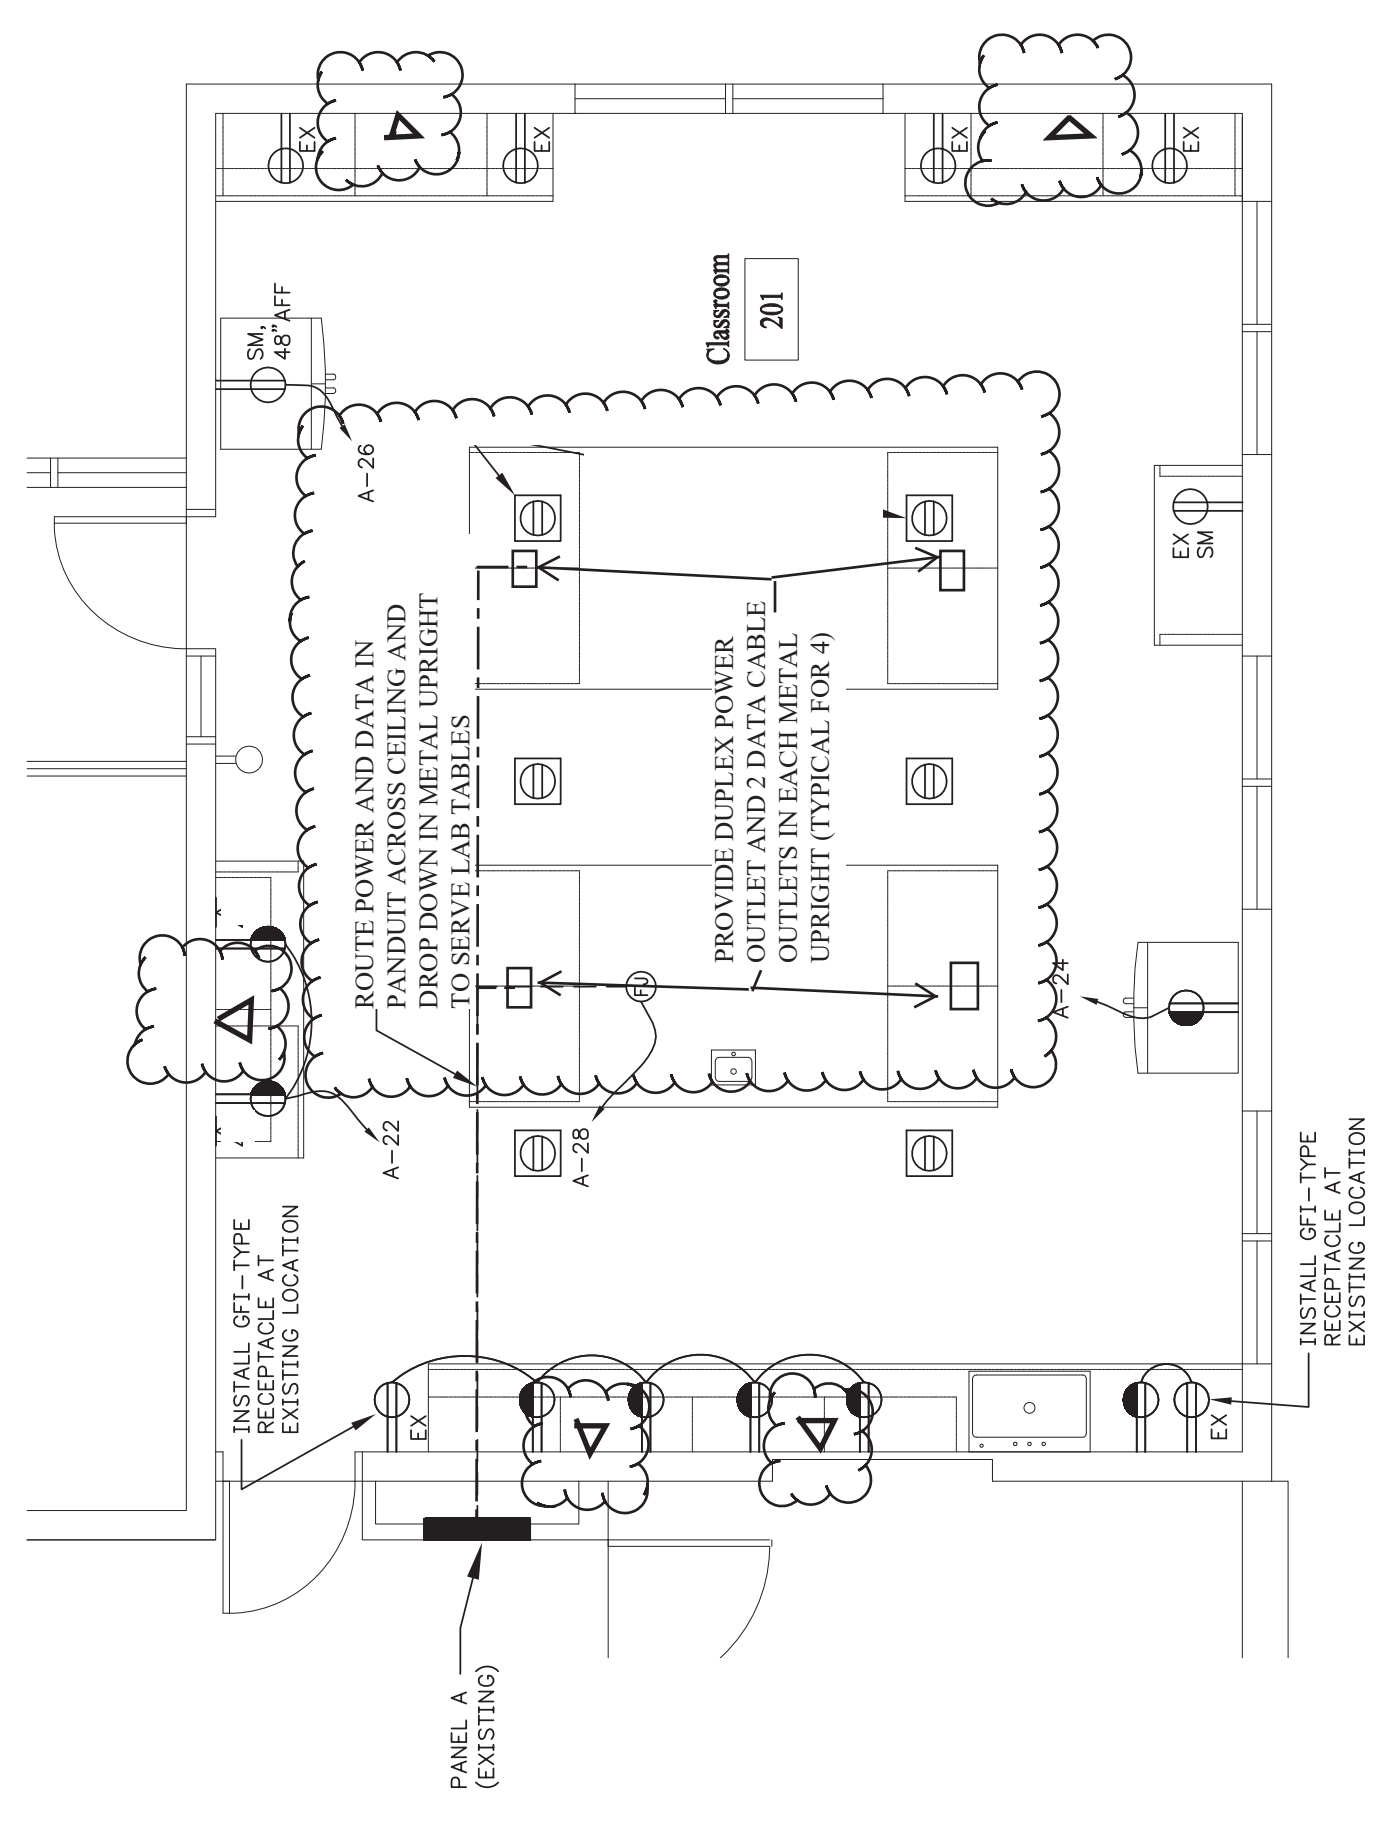 EX
EX
EX
EX
SM,
48"AFF
Classroom
201
A-26
ROUTE POWER AND DATA IN
PANDUIT ACROSS CEILING AND
DROP DOWN IN METAL UPRIGHT
TO SERVE LAB TABLES
PROVIDE DUPLEX POWER
OUTLET AND 2 DATA CABLE
OUTLETS IN EACH METAL
UPRIGHT (TYPICAL FOR 4)
EX
SM
FU
A-24
A-22
A-28
INSTALL GFI-TYPE
RECEPTACLE AT
EXISTING LOCATION
INSTALL GFI-TYPE
RECEPTACLE AT
EXISTING LOCATION
EX
EX
PANEL A
(EXISTING)